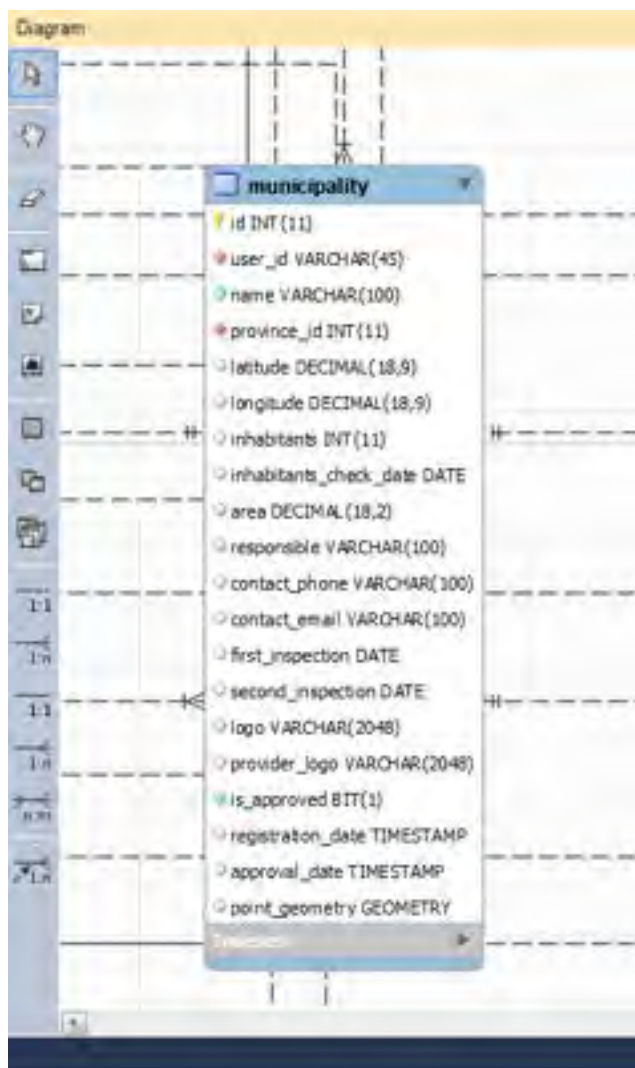 Diagram
municipality
id INT(11)
user_id VARCHAR(45)
name VARCHAR(100)
province_id INT(11)
latitude DECIMAL(18,9)
longitude DECIMAL(18,9)
inhabitants INT(11)
inhabitants_check_date DATE
area DECIMAL(18,2)
responsible VARCHAR(100)
contact_phone VARCHAR(100)
contact_email VARCHAR(100)
first_inspection DATE
second_inspection DATE
logo VARCHAR(2048)
provider_logo VARCHAR(2048)
is_approved BIT(1)
registration_date TIMESTAMP
approval_date TIMESTAMP
point_geometry GEOMETRY
1:1
1:n
1:1
1:n
n:m
1:n